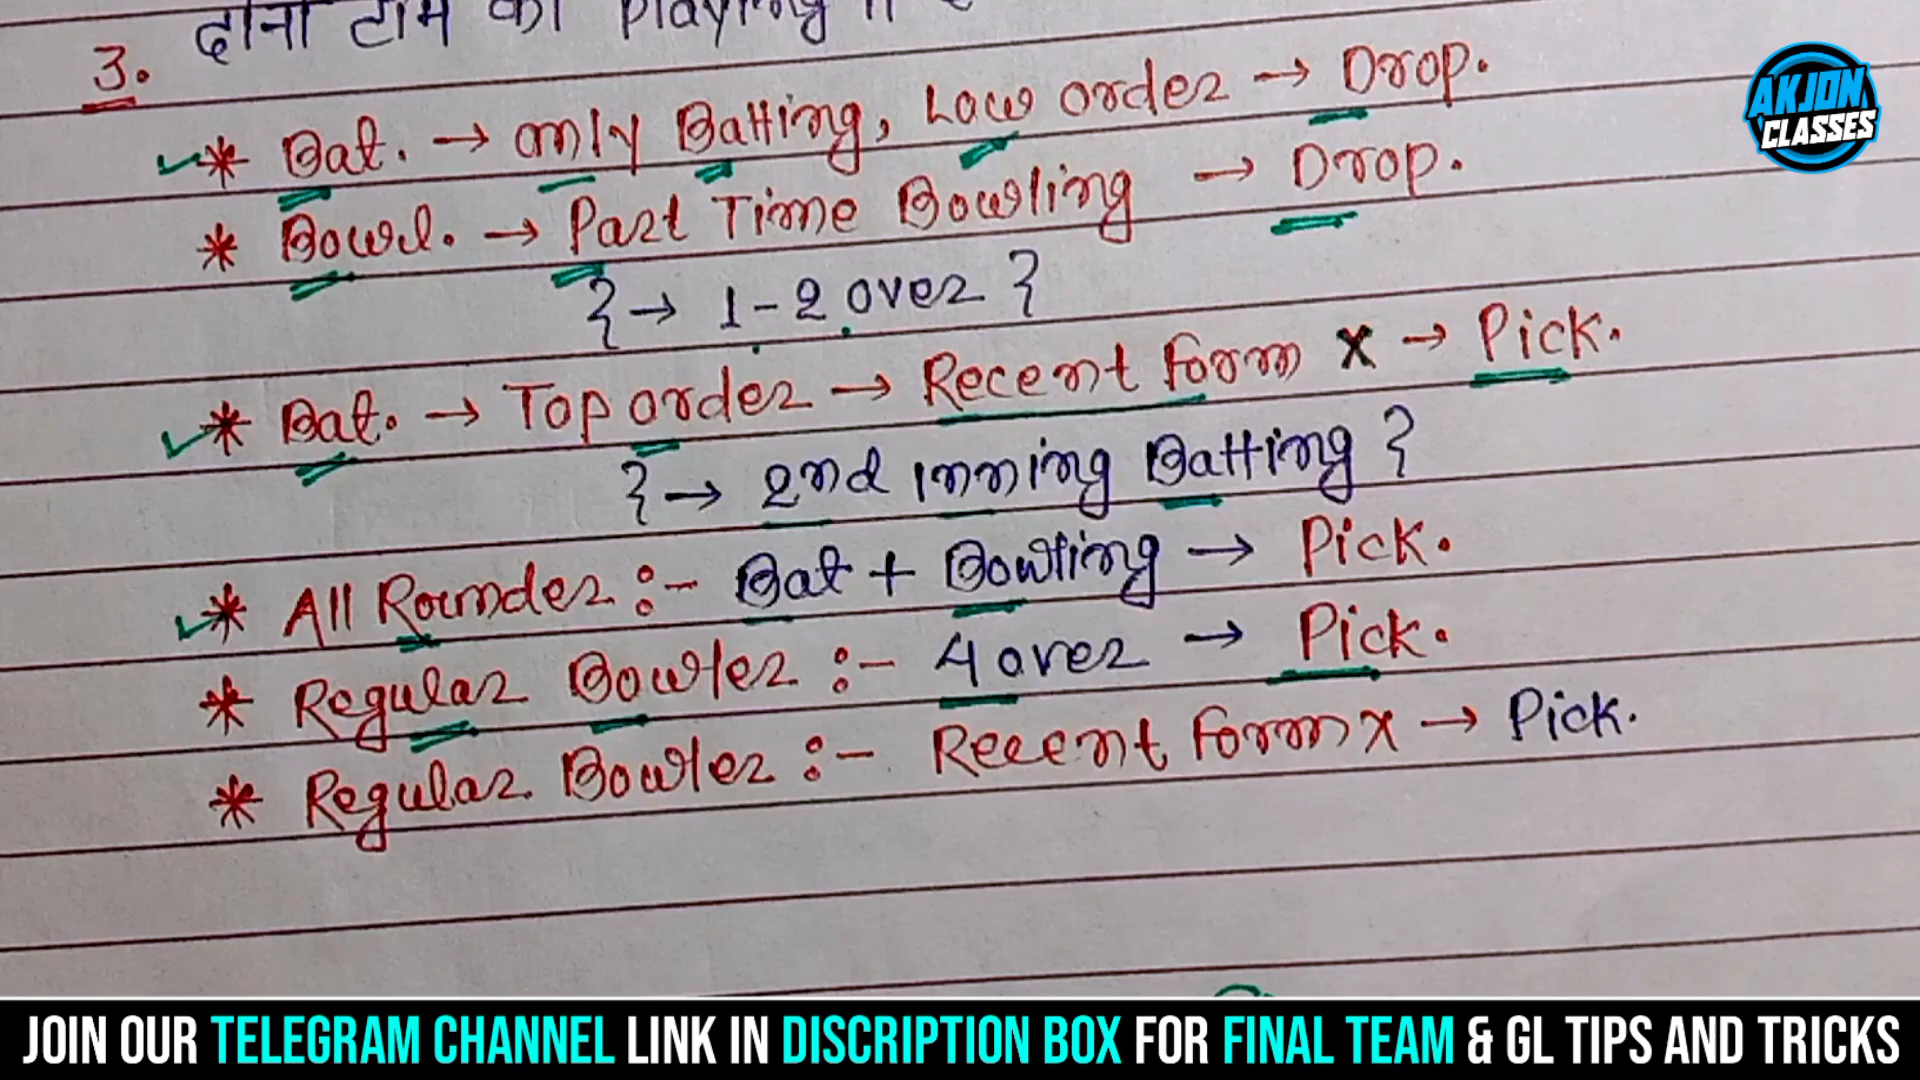 3. दोनों टीम की Playing 11
* Bat. → only Batting, Low order → Drop.
* Bowl. → Part Time Bowling → Drop.
{→ 1-2 over}
* Bat. → Top order → Recent form x → Pick.
{→ 2nd inning Batting}
* All Rounder :- Bat + Bowling → Pick.
* Regular Bowler :- 4 over → Pick.
* Regular Bowler :- Recent form x → Pick.
AKJON CLASSES
JOIN OUR TELEGRAM CHANNEL LINK IN DISCRIPTION BOX FOR FINAL TEAM & GL TIPS AND TRICKS